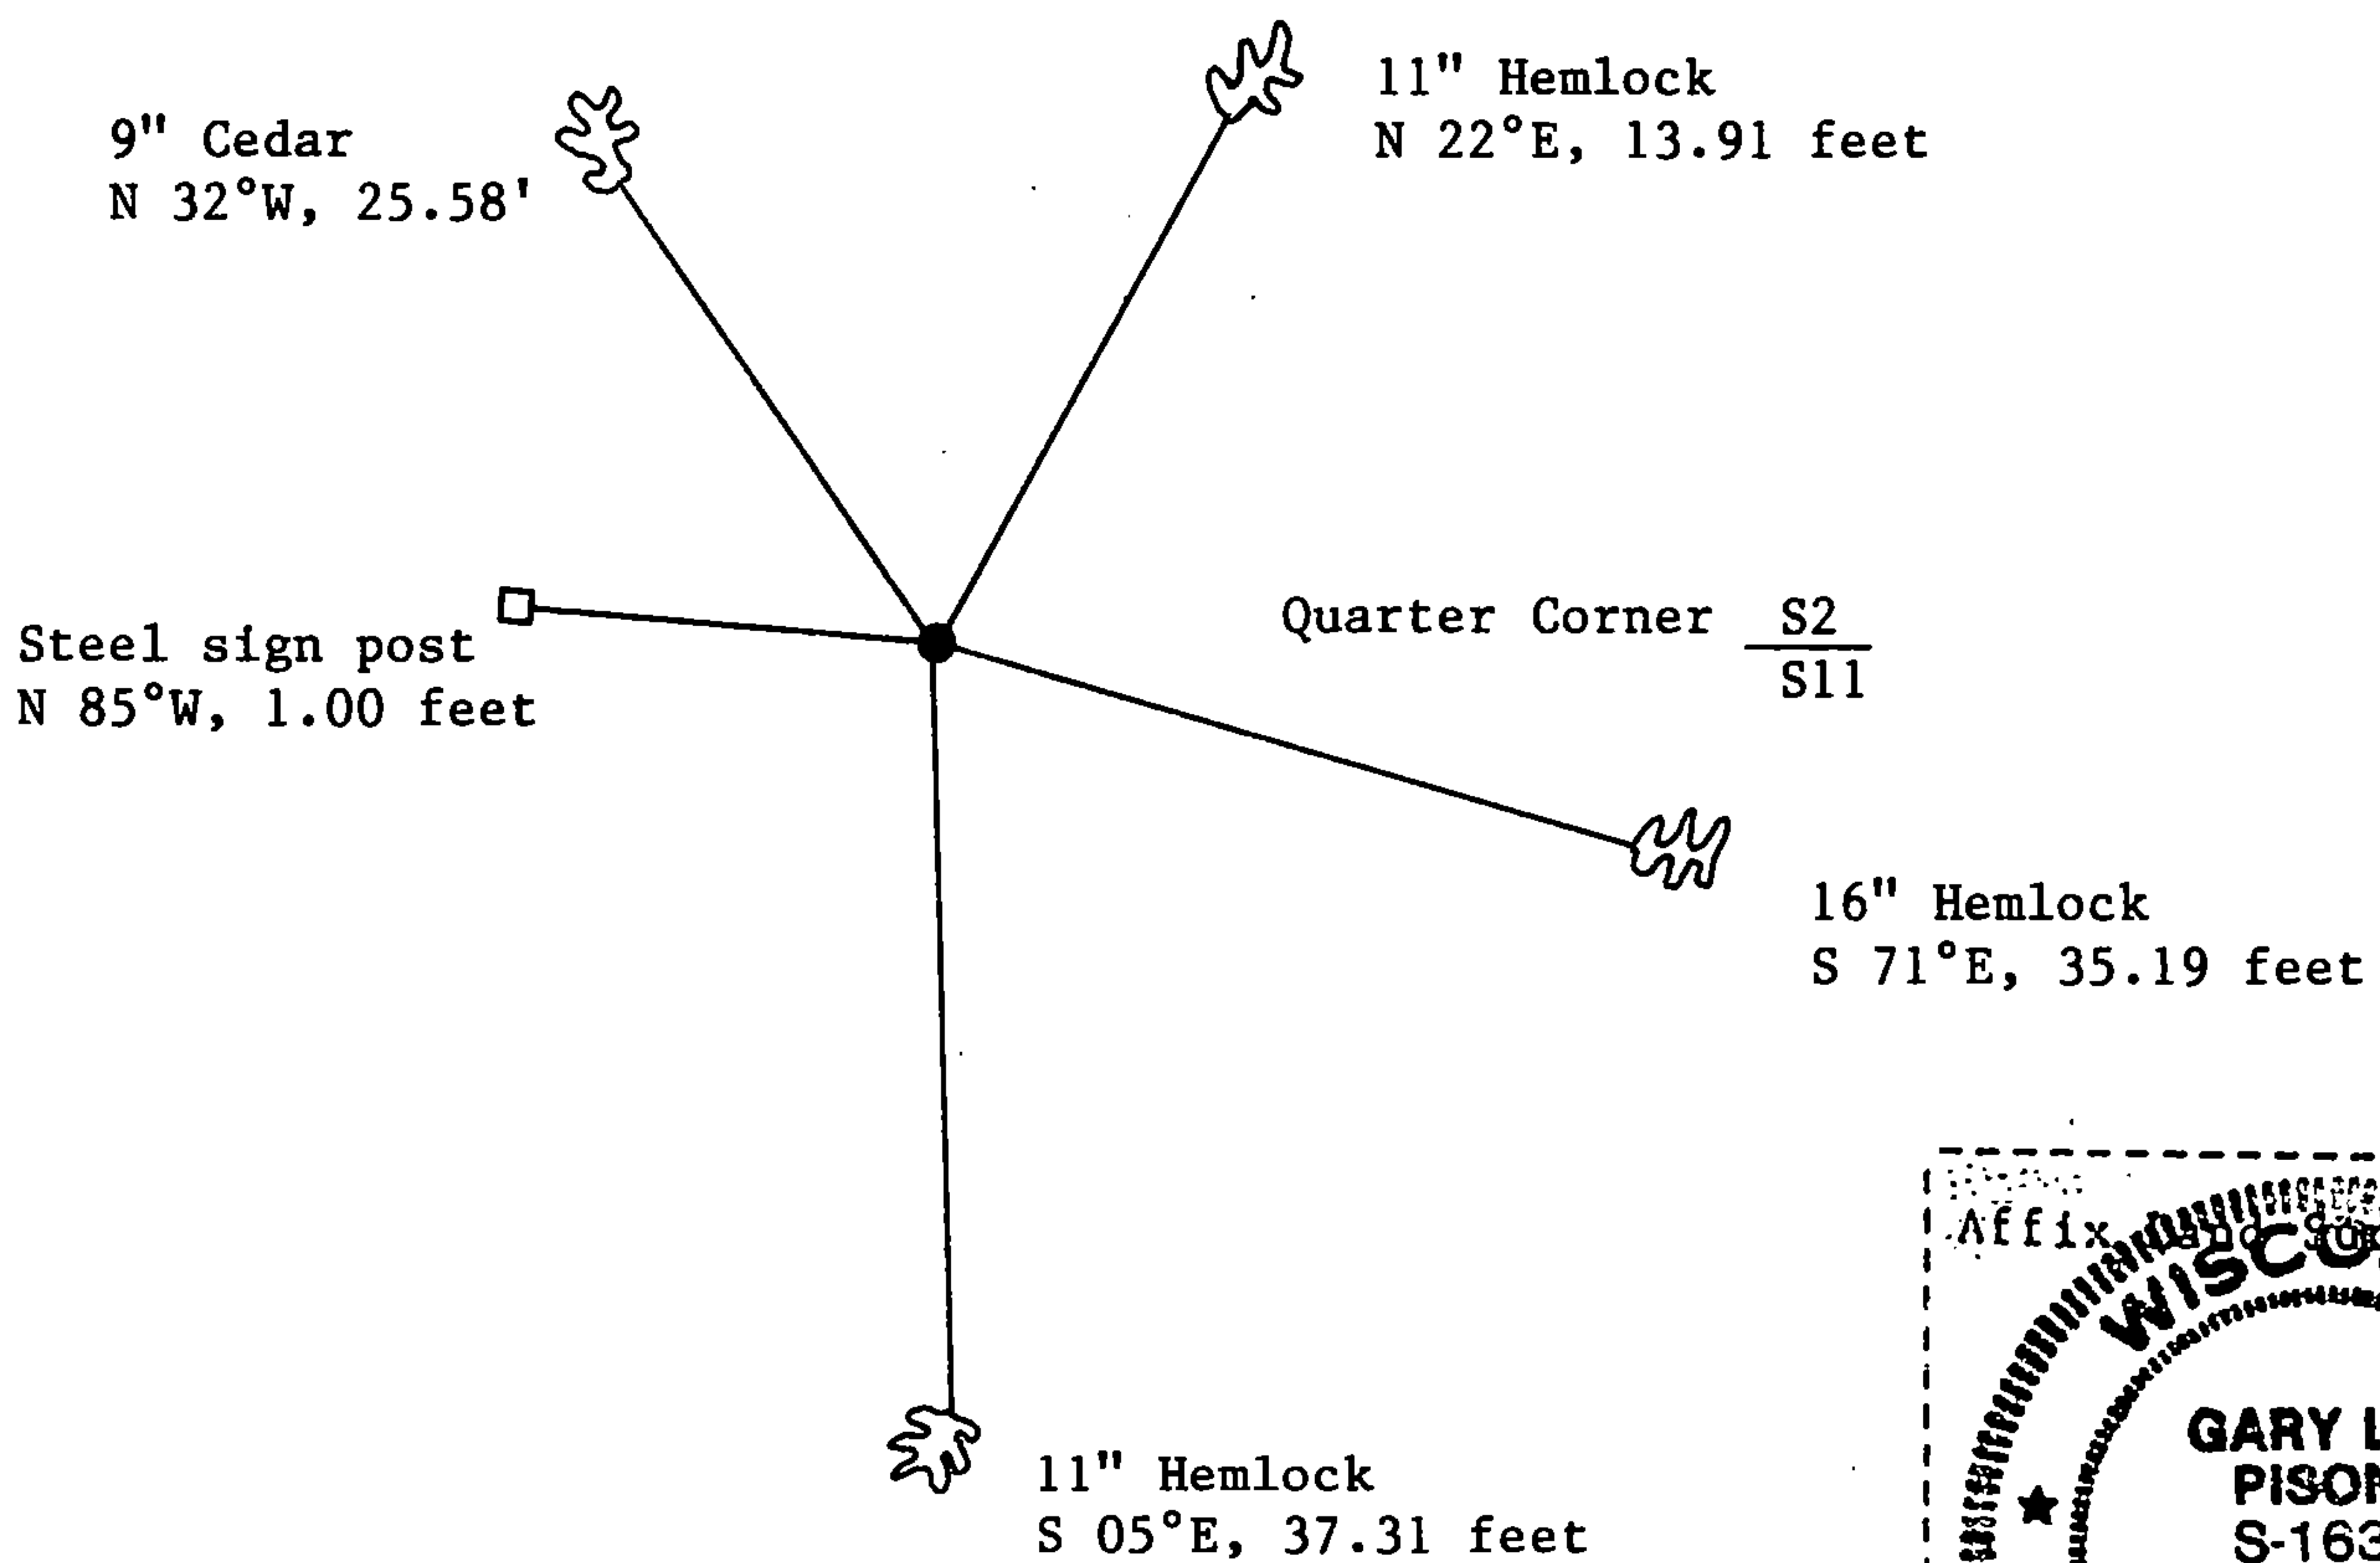 11" Hemlock
N 22°E, 13.91 feet
9" Cedar
N 32°W, 25.58'
Quarter Corner S2
S11
Steel sign post
N 85°W, 1.00 feet
16" Hemlock
S 71°E, 35.19 feet
Affix
WISCO
GARY L
PISON
S-163
11" Hemlock
S 05°E, 37.31 feet